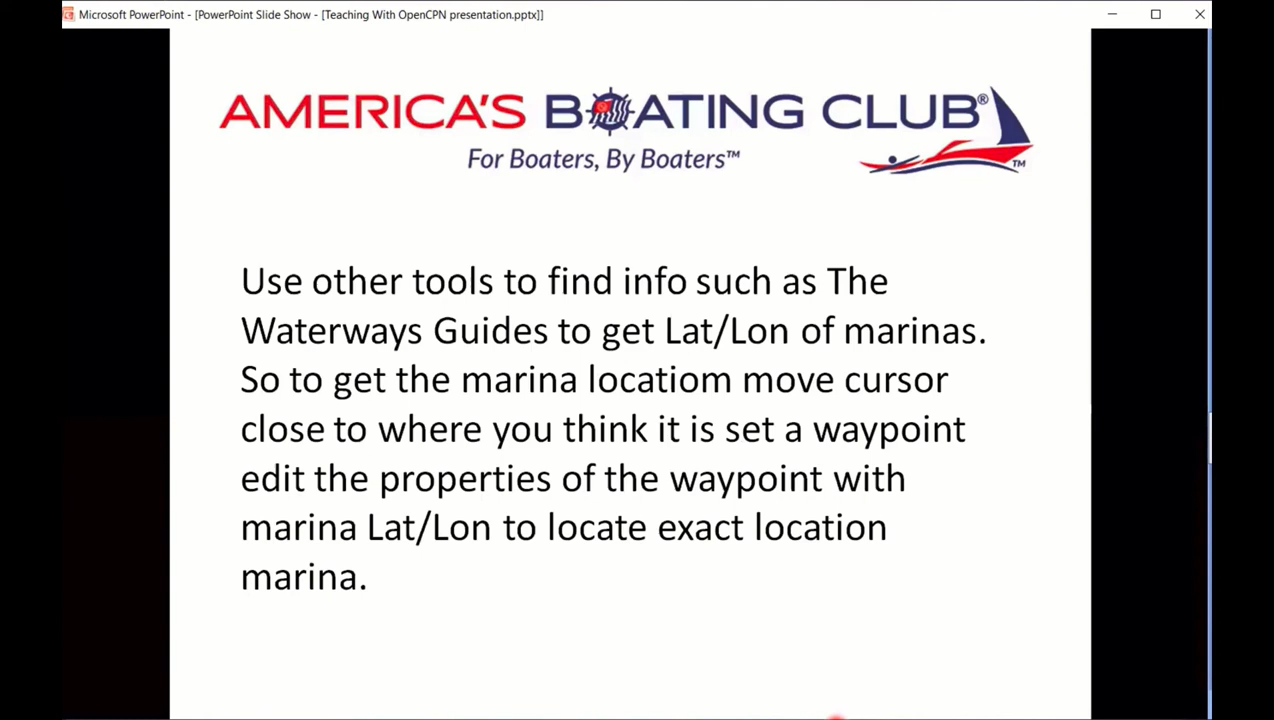 Microsoft PowerPoint - [PowerPoint Slide Show - [Teaching With OpenCPN presentation.pptx]]
AMERICA'S BOATING CLUB®
For Boaters, By Boaters™
TM
Use other tools to find info such as The
Waterways Guides to get Lat/Lon of marinas.
So to get the marina locatiom move cursor
close to where you think it is set a waypoint
edit the properties of the waypoint with
marina Lat/Lon to locate exact location
marina.